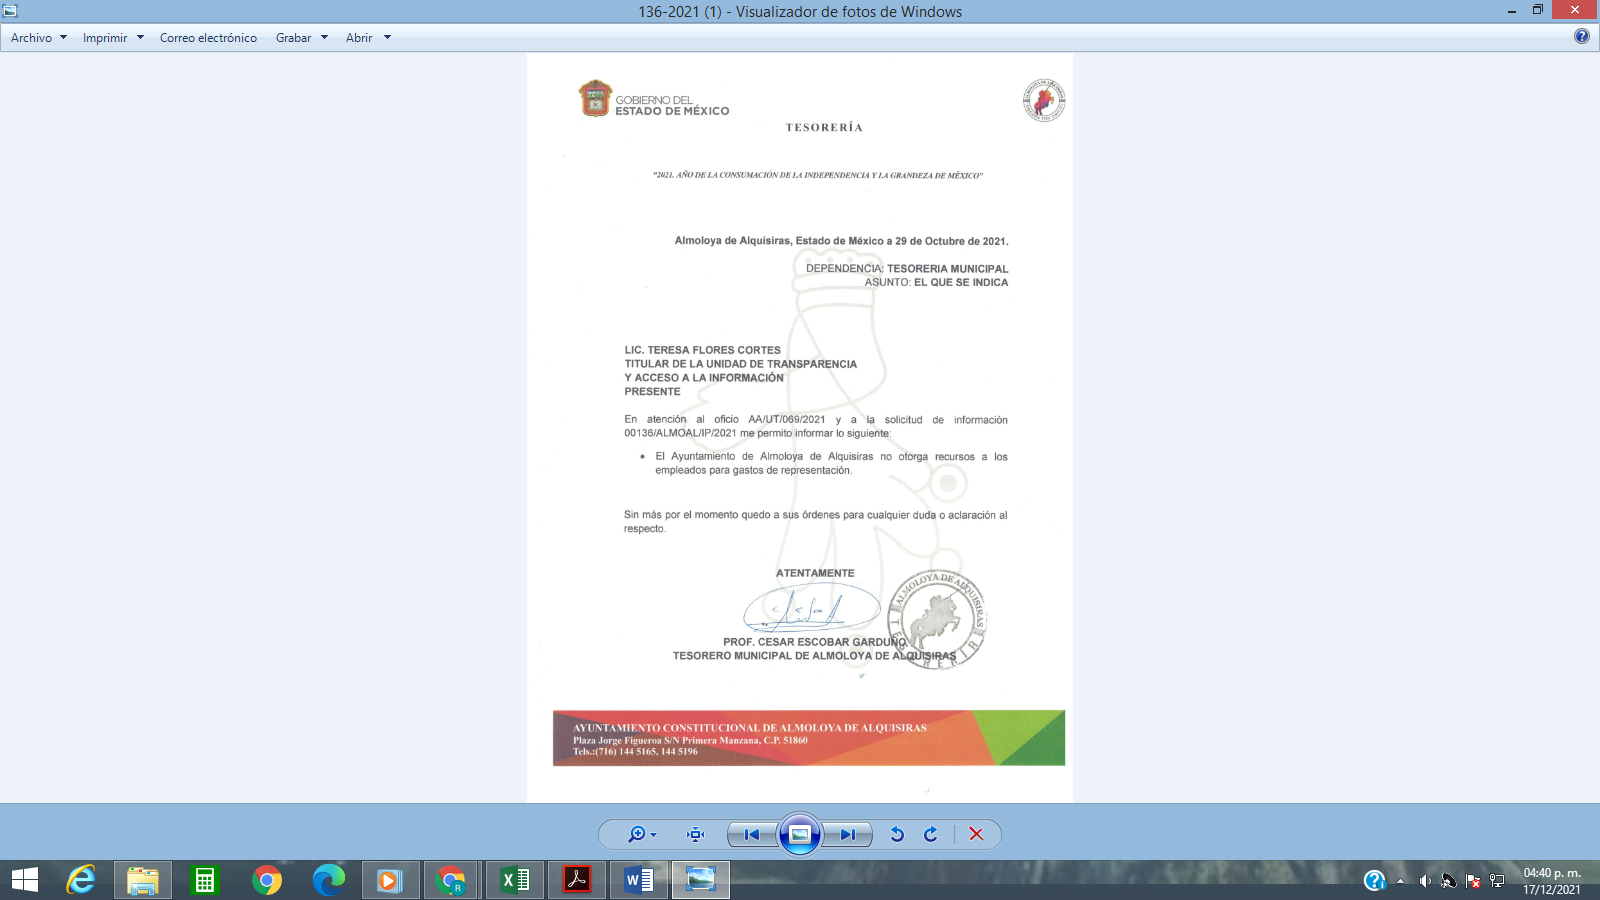 136-2021 (1) - Visualizador de fotos de Windows
Archivo Imprimir Correo electrónico Grabar Abrir
GOBIERNO DEL
ESTADO DE MÉXICO
TESORERÍA
"2021. AÑO DE LA CONSUMACIÓN DE LA INDEPENDENCIA Y LA GRANDEZA DE MÉXICO"
Almoloya de Alquisiras, Estado de México a 29 de Octubre de 2021.
DEPENDENCIA: TESORERIA MUNICIPAL
ASUNTO: EL QUE SE INDICA
LIC. TERESA FLORES CORTES
TITULAR DE LA UNIDAD DE TRANSPARENCIA
Y ACCESO A LA INFORMACIÓN
PRESENTE
En atención al oficio AA/UT/069/2021 y a la solicitud de información
00136/ALMOAL/IP/2021 me permito informar lo siguiente:
• El Ayuntamiento de Almoloya de Alquisiras no otorga recursos a los
empleados para gastos de representación.
Sin más por el momento quedo a sus órdenes para cualquier duda o aclaración al
respecto.
ATENTAMENTE
ALMOLOYA DE ALQUISIRAS
TESORERIA
PROF. CESAR ESCOBAR GARDUÑO
TESORERO MUNICIPAL DE ALMOLOYA DE ALQUISIRAS
AYUNTAMIENTO CONSTITUCIONAL DE ALMOLOYA DE ALQUISIRAS
Plaza Jorge Figueroa S/N Primera Manzana, C.P. 51860
Tels.:(716) 144 5165, 144 5196
04:40 p. m.
17/12/2021